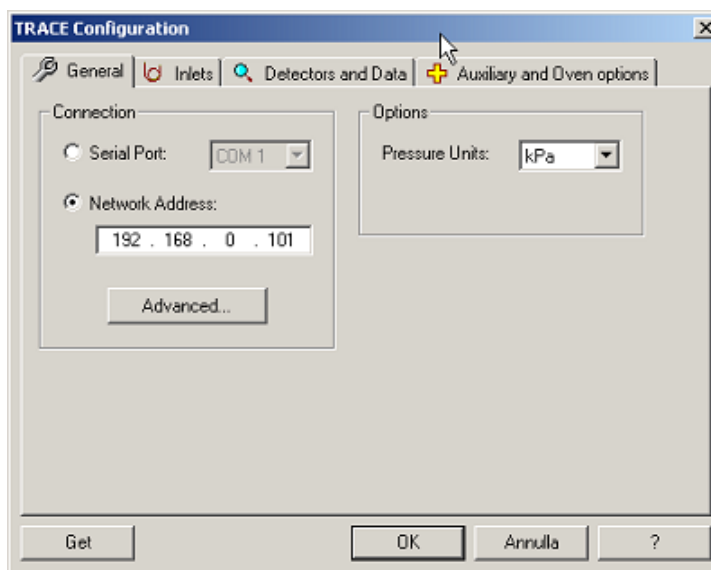 TRACE Configuration
General Inlets Detectors and Data Auxiliary and Oven options
Connection Options
Serial Port: COM 1 Pressure Units: kPa
Network Address:
192 . 168 . 0 . 101
Advanced...
Get OK Annulla ?